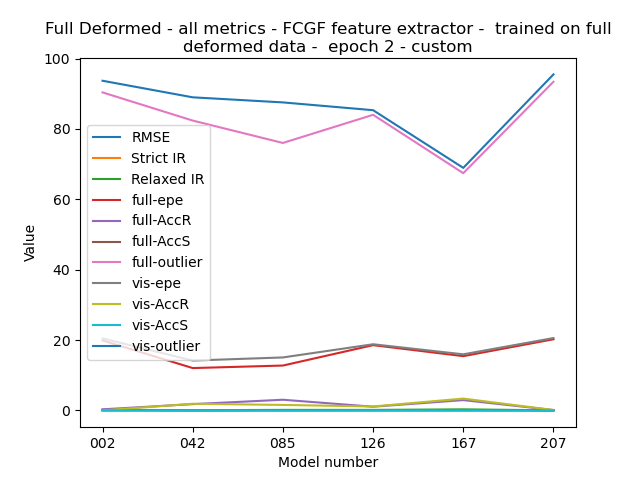 Full Deformed - all metrics - FCGF feature extractor -  trained on full
deformed data -  epoch 2 - custom
100
80
60
40
20
0
Value
RMSE
Strict IR
Relaxed IR
full-epe
full-AccR
full-AccS
full-outlier
vis-epe
vis-AccR
vis-AccS
vis-outlier
002 042 085 126 167 207
Model number